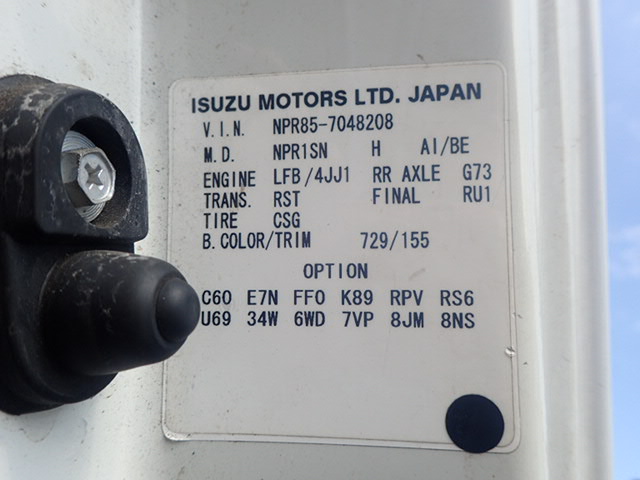 ISUZU MOTORS LTD. JAPAN
V.I.N. NPR85-7048208
M.D. NPR1SN H AI/BE
ENGINE LFB/4JJ1 RR AXLE G73
TRANS. RST FINAL RU1
TIRE CSG
B.COLOR/TRIM 729/155
OPTION
C60 E7N FF0 K89 RPV RS6
U69 34W 6WD 7VP 8JM 8NS